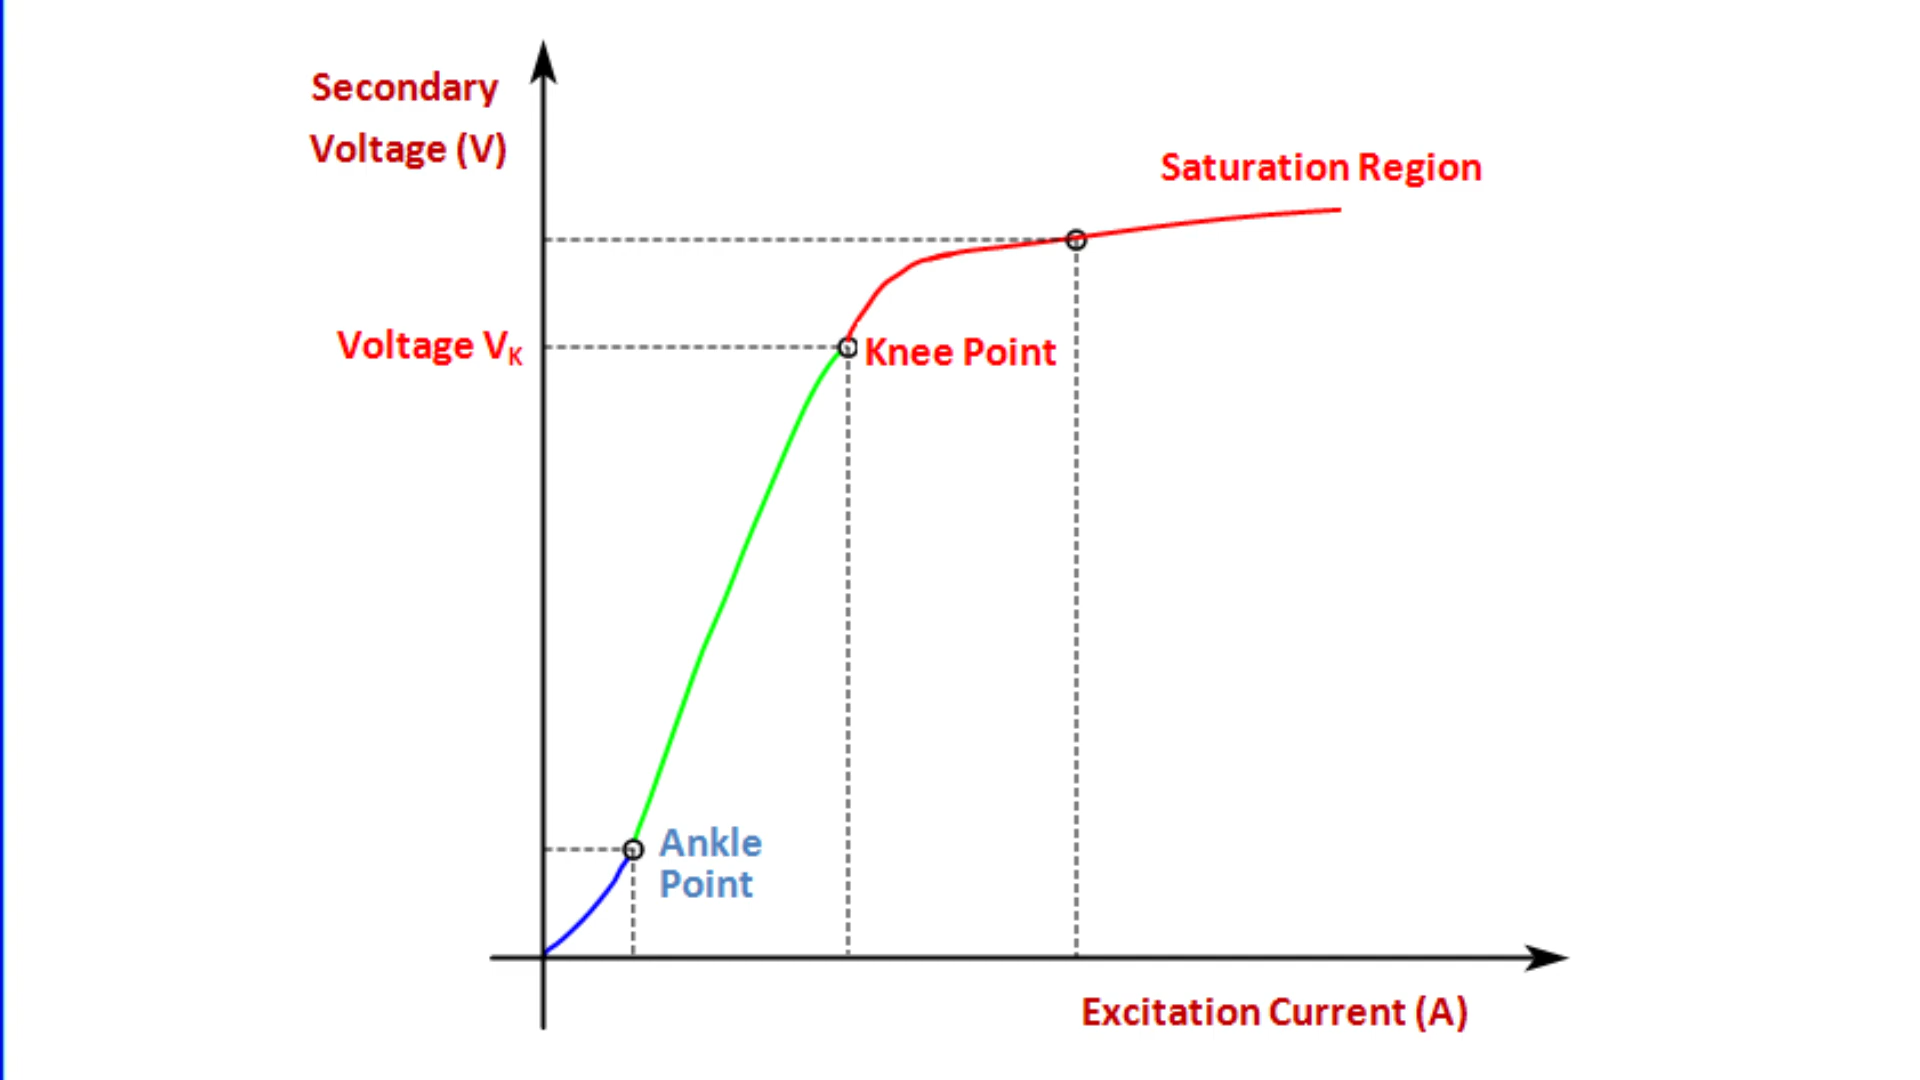 Secondary
Voltage (V)
Saturation Region
Voltage VK
Knee Point
Ankle
Point
Excitation Current (A)